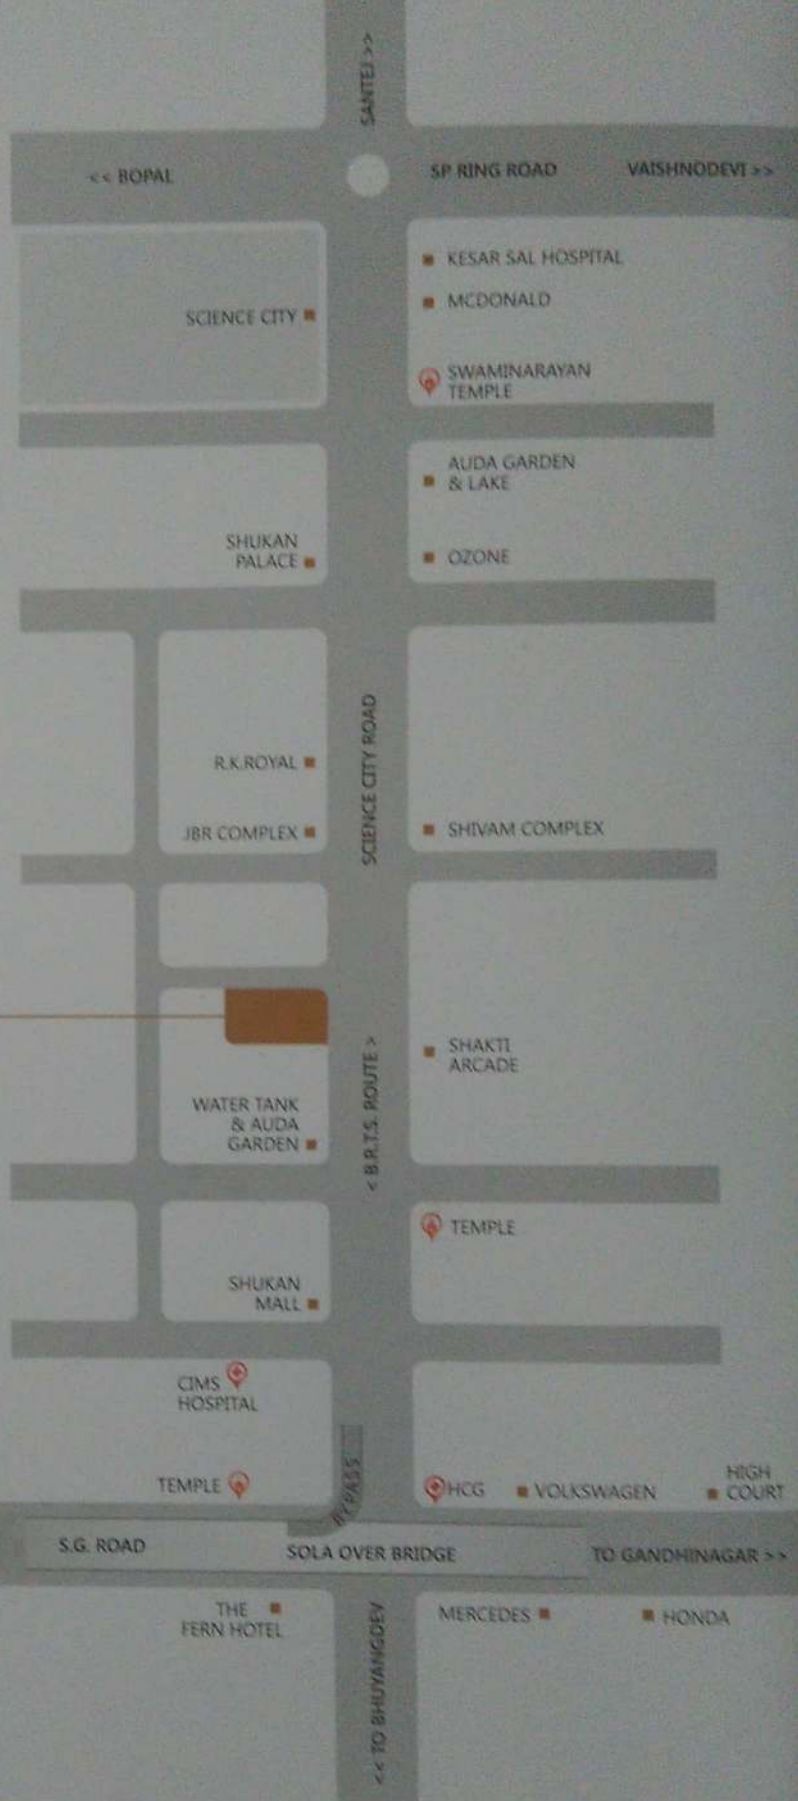 SANTEJ >>
<< BOPAL
SP RING ROAD
VAISHNODEVI >>
KESAR SAL HOSPITAL
MCDONALD
SCIENCE CITY
SWAMINARAYAN
TEMPLE
AUDA GARDEN
& LAKE
SHUKAN
PALACE
OZONE
SCIENCE CITY ROAD
R.K.ROYAL
JBR COMPLEX
SHIVAM COMPLEX
< B.R.T.S. ROUTE >
SHAKTI
ARCADE
WATER TANK
& AUDA
GARDEN
TEMPLE
SHUKAN
MALL
CIMS
HOSPITAL
BYPASS
TEMPLE
HCG
VOLKSWAGEN
HIGH
COURT
S.G. ROAD
SOLA OVER BRIDGE
TO GANDHINAGAR >>
THE
FERN HOTEL
MERCEDES
HONDA
<< TO BHUYANGDEV